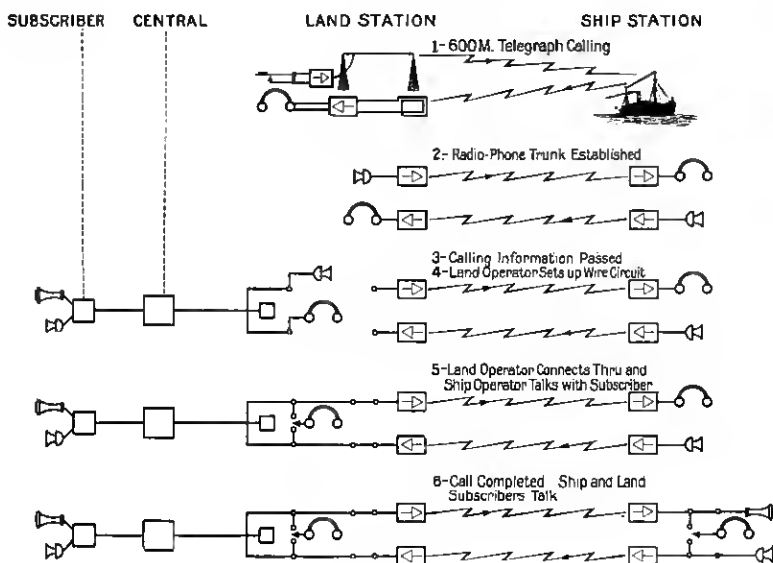 SUBSCRIBER CENTRAL LAND STATION SHIP STATION
1-600M. Telegraph Calling
2.- Radio-Phone Trunk Established
3-Calling Information Passed
4-Land Operator Sets up Wire Circuit
5-Land Operator Connects Thru and
Ship Operator Talks with Subscriber
6-Call Completed Ship and Land
Subscribers Talk